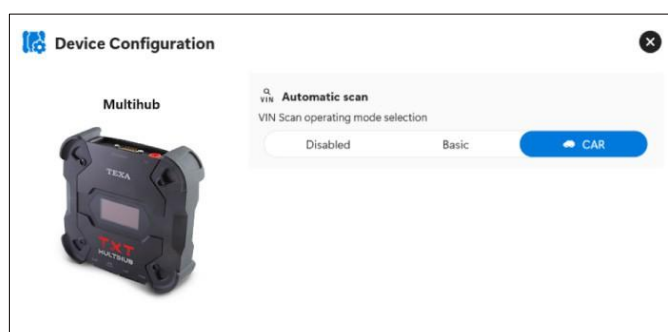 Device Configuration
Multihub
VIN
Automatic scan
VIN Scan operating mode selection
Disabled
Basic
CAR
TEXA
TXT
MULTIHUB